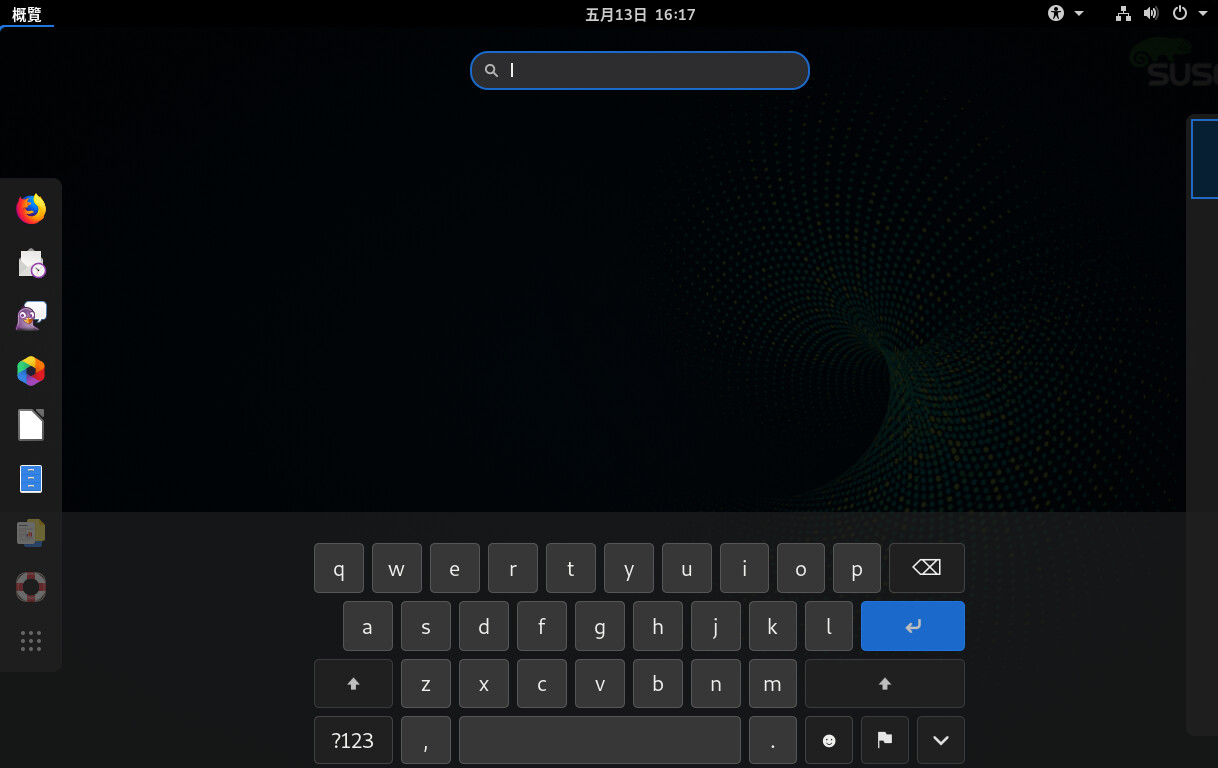 概覽
五月13日 16:17
SUS
q w e r t y u i o p
a s d f g h j k l
z x c v b n m
?123 , .